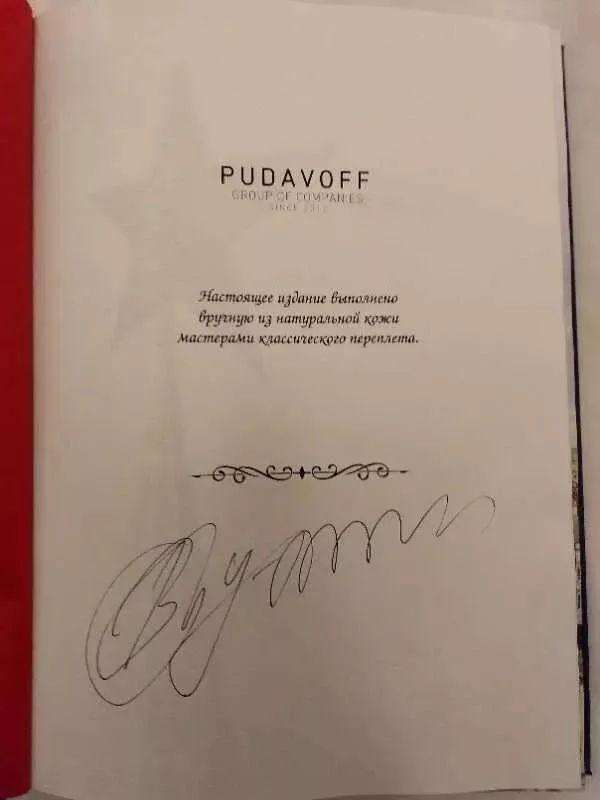 PUDAVOFF
GROUP OF COMPANIES
Настоящее издание выполнено
вручную из натуральной кожи
мастерами классического переплета.